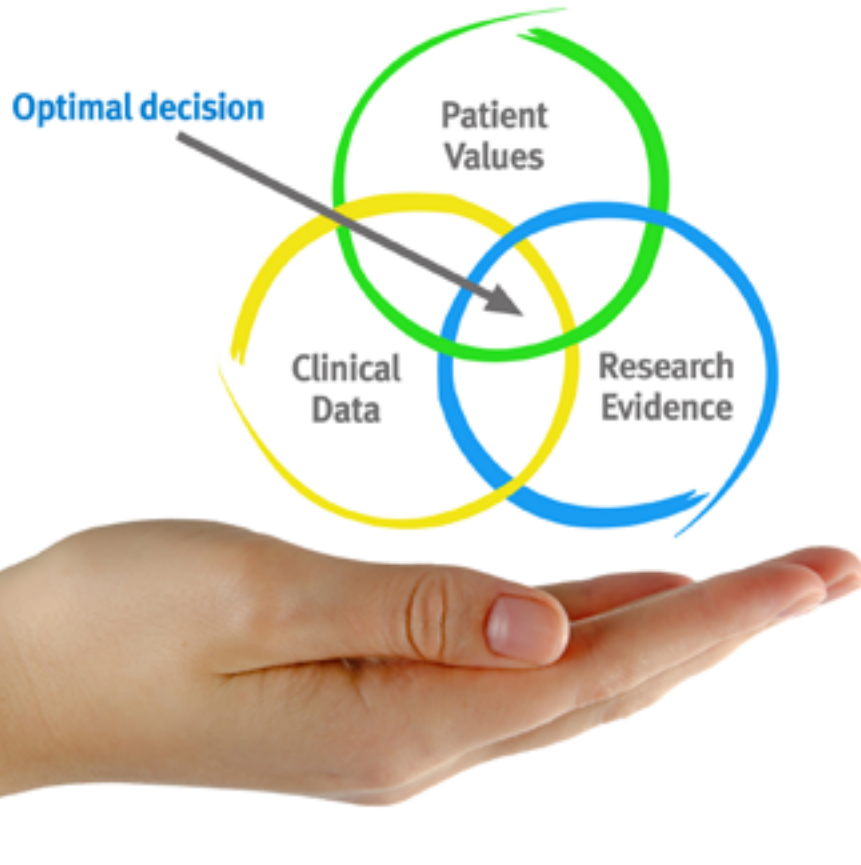 Optimal decision
Patient
Values
Clinical
Data
Research
Evidence